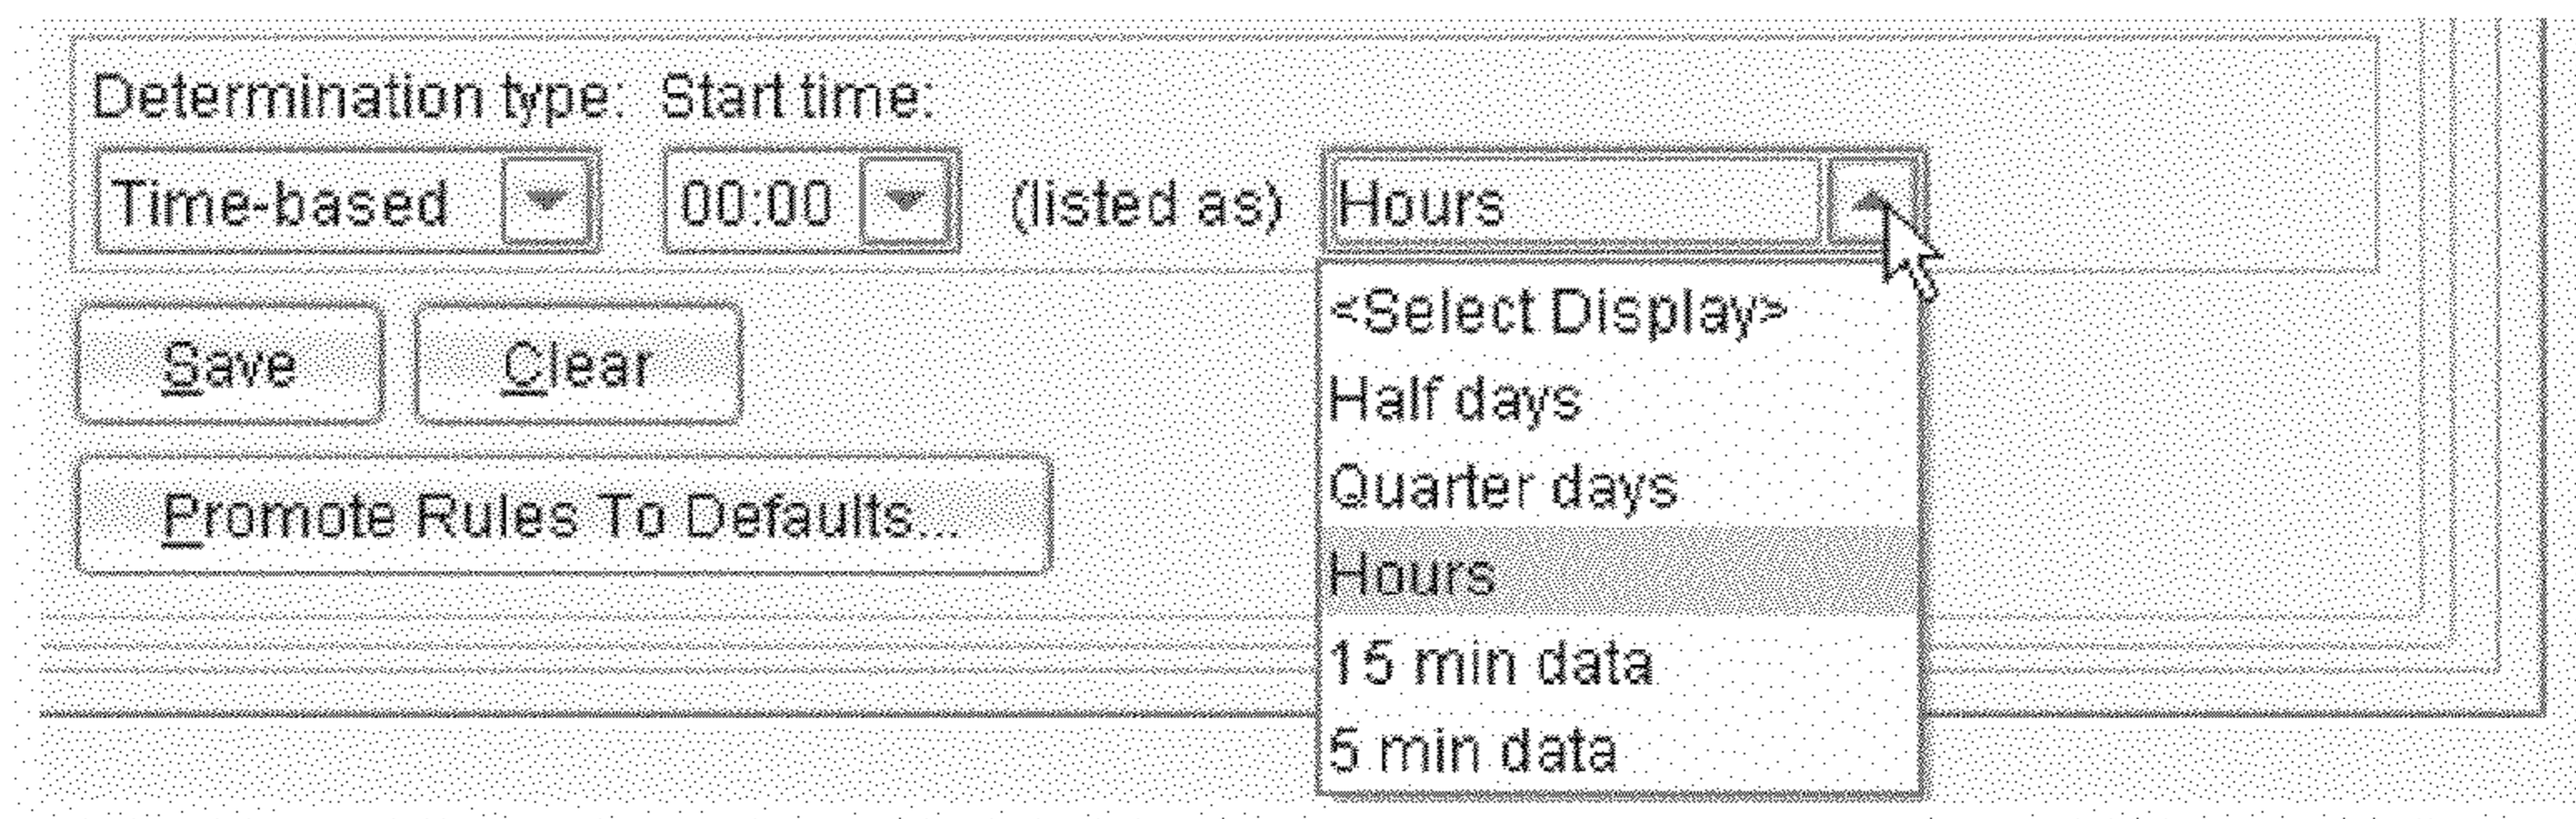 Determination type: Start time:
Time-based 00:00 (listed as) Hours
<Select Display>
Half days
Quarter days
Hours
15 min data
5 min data
Save Clear
Promote Rules To Defaults...